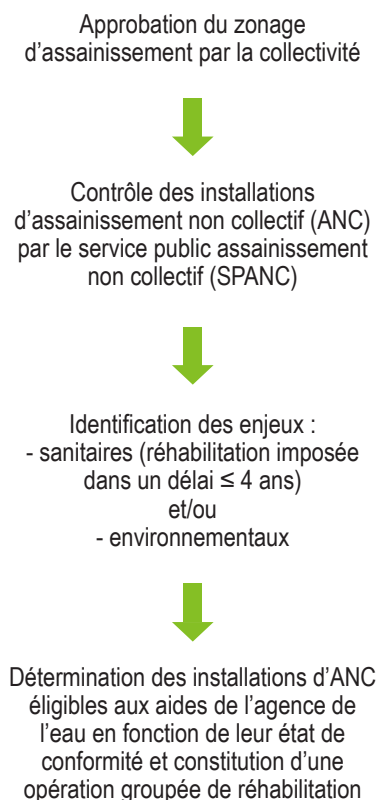 Approbation du zonage
d’assainissement par la collectivité
Contrôle des installations
d’assainissement non collectif (ANC)
par le service public assainissement
non collectif (SPANC)
Identification des enjeux :
- sanitaires (réhabilitation imposée
dans un délai ≤ 4 ans)
et/ou
- environnementaux
Détermination des installations d’ANC
éligibles aux aides de l’agence de
l’eau en fonction de leur état de
conformité et constitution d’une
opération groupée de réhabilitation